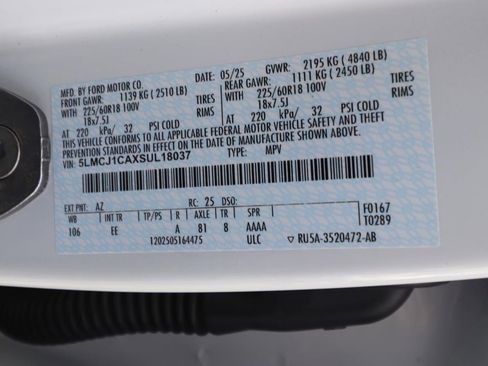 MFD. BY FORD MOTOR CO.
DATE: 05/25 GVWR: 2195 KG ( 4840 LB)
FRONT GAWR: 1139 KG ( 2510 LB) REAR GAWR: 1111 KG ( 2450 LB)
WITH 225/60R18 100V TIRES WITH 225/60R18 100V TIRES
18x7.5J RIMS 18x7.5J RIMS
AT 220 kPa/ 32 PSI COLD AT 220 kPa/ 32 PSI COLD
THIS VEHICLE CONFORMS TO ALL APPLICABLE FEDERAL MOTOR VEHICLE SAFETY AND THEFT
PREVENTION STANDARDS IN EFFECT ON THE DATE OF MANUFACTURE SHOWN ABOVE.
VIN: 5LMCJ1CAXSUL18037 TYPE: MPV
EXT PNT: AZ RC: 25 DSO: F0167
WB INT TR TP/PS R AXLE TR SPR T0289
106 EE A 81 8 AAAA
1202505164475 ULC ▽ RU5A-3520472-AB